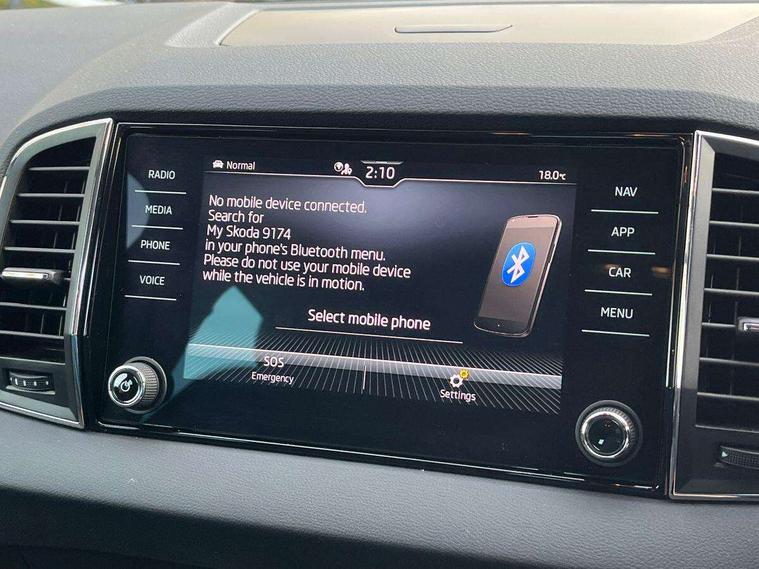 RADIO
MEDIA
PHONE
VOICE
Normal
2:10
18.0°c
No mobile device connected.
Search for
My Skoda 9174
in your phone's Bluetooth menu.
Please do not use your mobile device
while the vehicle is in motion.
Select mobile phone
SOS
Emergency
Settings
NAV
APP
CAR
MENU